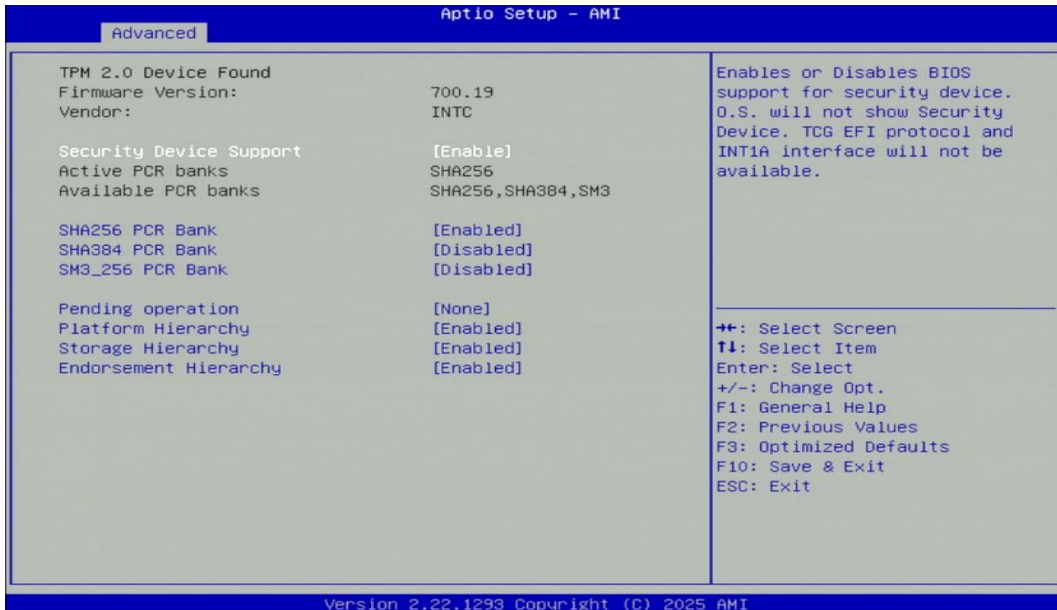 Aptio Setup – AMI
Advanced
TPM 2.0 Device Found
Firmware Version: 700.19
Vendor: INTC
Security Device Support [Enable]
Active PCR banks SHA256
Available PCR banks SHA256,SHA384,SM3
SHA256 PCR Bank [Enabled]
SHA384 PCR Bank [Disabled]
SM3_256 PCR Bank [Disabled]
Pending operation [None]
Platform Hierarchy [Enabled]
Storage Hierarchy [Enabled]
Endorsement Hierarchy [Enabled]
Enables or Disables BIOS
support for security device.
O.S. will not show Security
Device. TCG EFI protocol and
INT1A interface will not be
available.
→←: Select Screen
↑↓: Select Item
Enter: Select
+/-: Change Opt.
F1: General Help
F2: Previous Values
F3: Optimized Defaults
F10: Save & Exit
ESC: Exit
Version 2.22.1293 Copyright (C) 2025 AMI